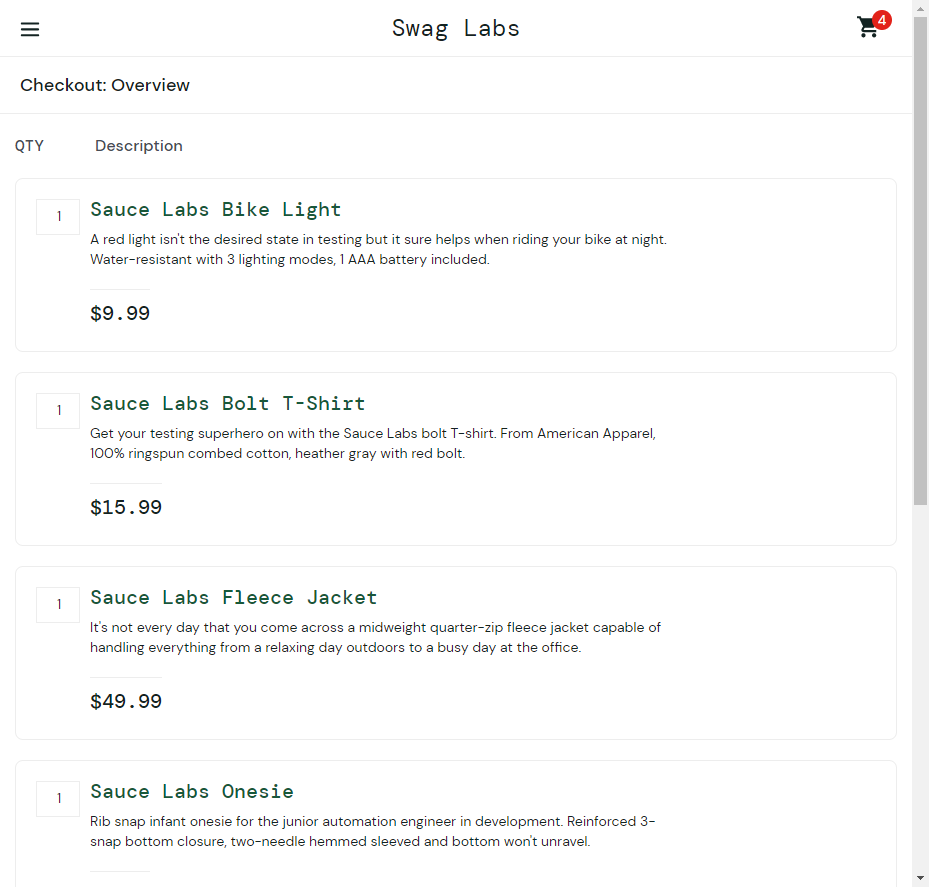 Swag Labs
4
Checkout: Overview
QTY Description
1
Sauce Labs Bike Light
A red light isn't the desired state in testing but it sure helps when riding your bike at night.
Water-resistant with 3 lighting modes, 1 AAA battery included.
$9.99
1
Sauce Labs Bolt T-Shirt
Get your testing superhero on with the Sauce Labs bolt T-shirt. From American Apparel,
100% ringspun combed cotton, heather gray with red bolt.
$15.99
1
Sauce Labs Fleece Jacket
It's not every day that you come across a midweight quarter-zip fleece jacket capable of
handling everything from a relaxing day outdoors to a busy day at the office.
$49.99
1
Sauce Labs Onesie
Rib snap infant onesie for the junior automation engineer in development. Reinforced 3-
snap bottom closure, two-needle hemmed sleeved and bottom won't unravel.